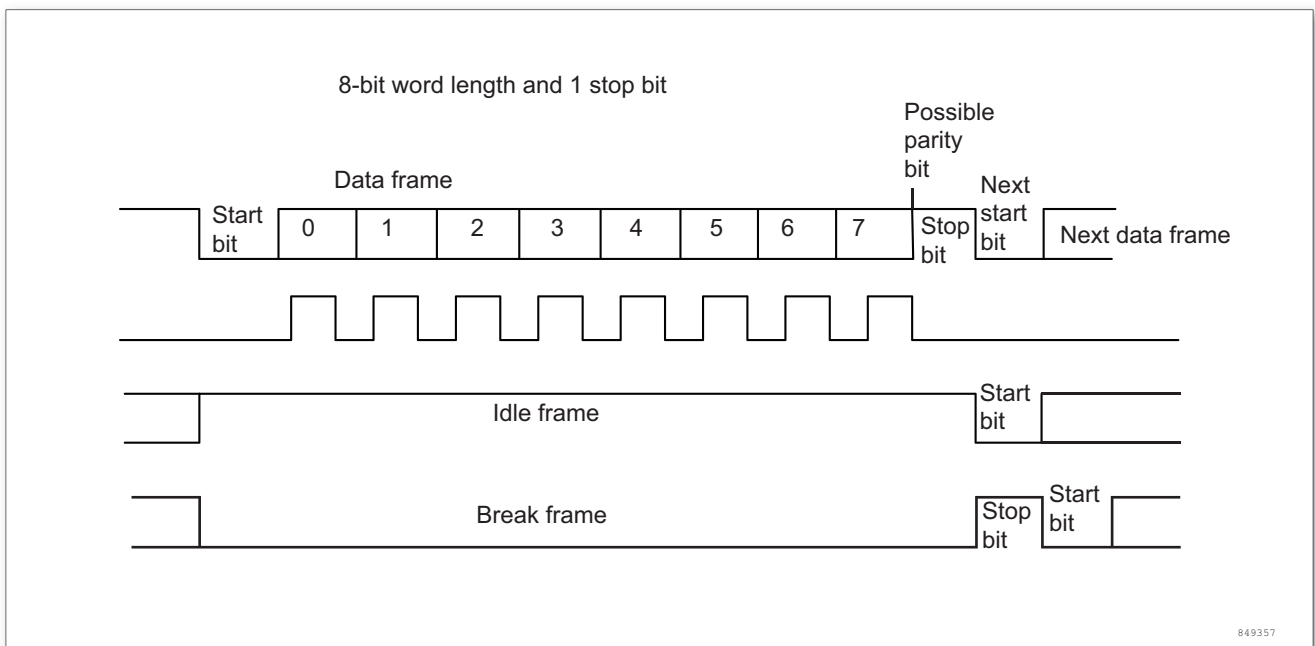 8-bit word length and 1 stop bit
Possible
parity
bit
Data frame
Next
start
bit
Start
bit
0 1 2 3 4 5 6 7
Stop
bit
Next data frame
Idle frame
Start
bit
Break frame
Stop
bit
Start
bit
849357